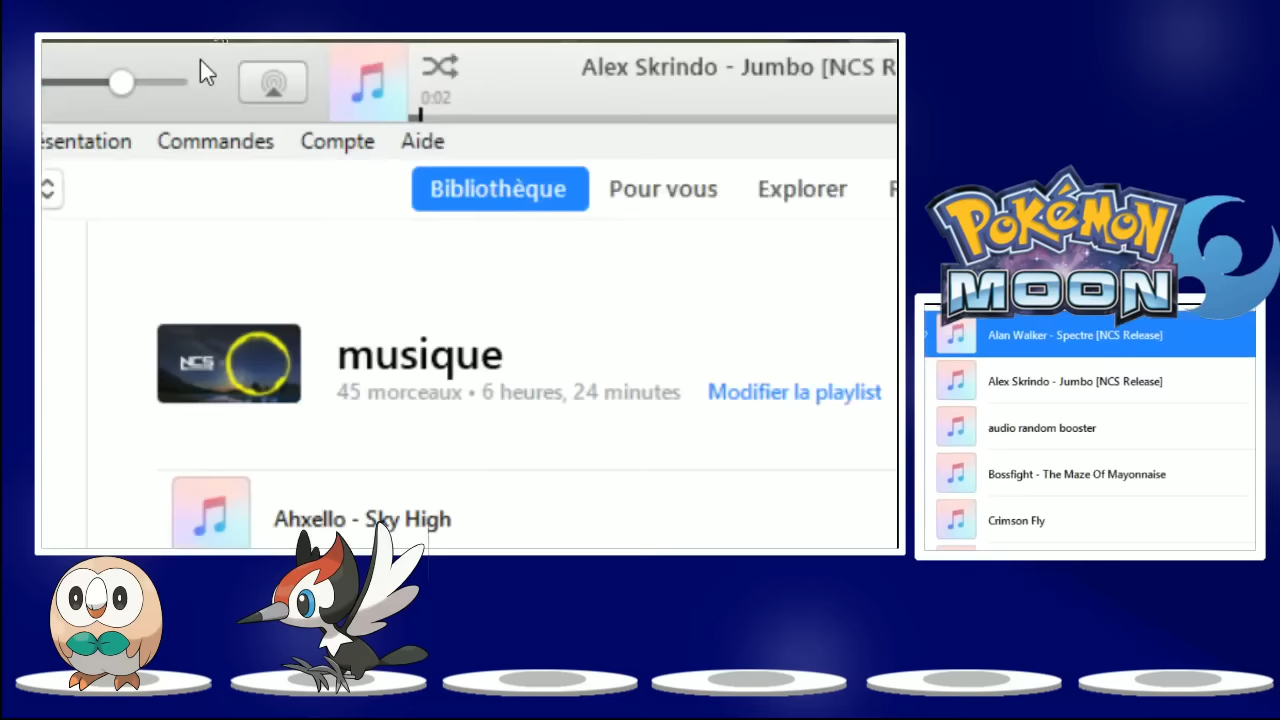 Alex Skrindo - Jumbo [NCS R
0:02
ésentation Commandes Compte Aide
Bibliothèque Pour vous Explorer
NCS
musique
45 morceaux • 6 heures, 24 minutes Modifier la playlist
Ahxello - Sky High
POKÉMON
MOON
Alan Walker - Spectre [NCS Release]
Alex Skrindo - Jumbo [NCS Release]
audio random booster
Bossfight - The Maze Of Mayonnaise
Crimson Fly